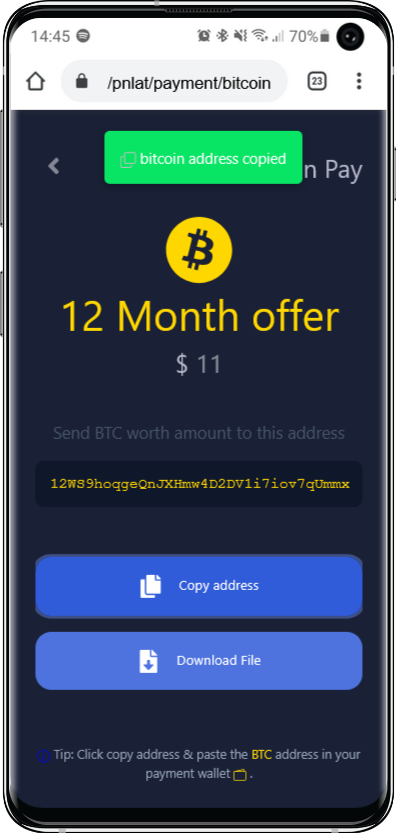 14:45
70%
/pnlat/payment/bitcoin
23
bitcoin address copied
n Pay
12 Month offer
$ 11
Send BTC worth amount to this address
12WS9hoqgeQnJXHmw4D2DV1i7iov7qUmmx
Copy address
Download File
Tip: Click copy address & paste the BTC address in your
payment wallet .